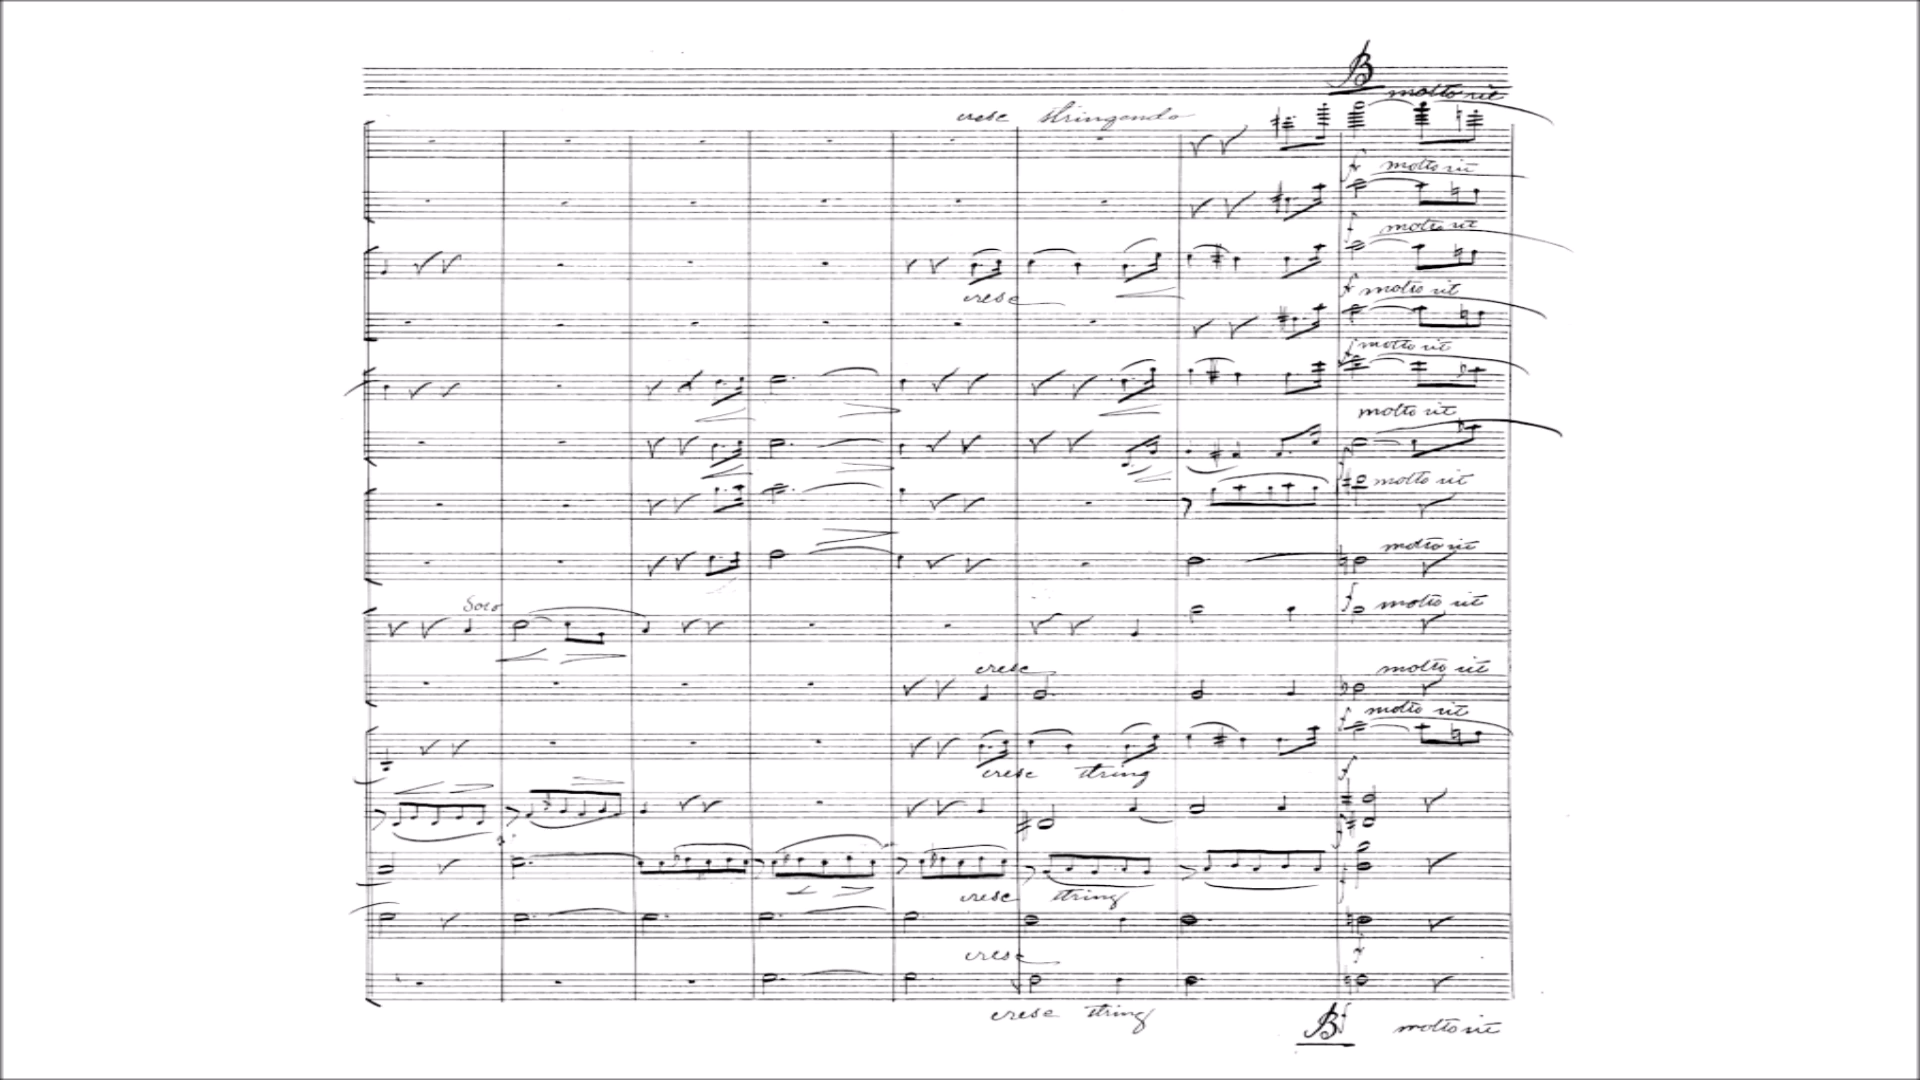 B
molto rit
cresc stringendo
f molto rit
f molto rit
cresc
f molto rit
f molto rit
molto rit
f molto rit
molto rit
Solo
f molto rit
cresc
molto rit
f molto rit
cresc string
f
f
cresc string
f
cresc
f
cresc string
B f molto rit